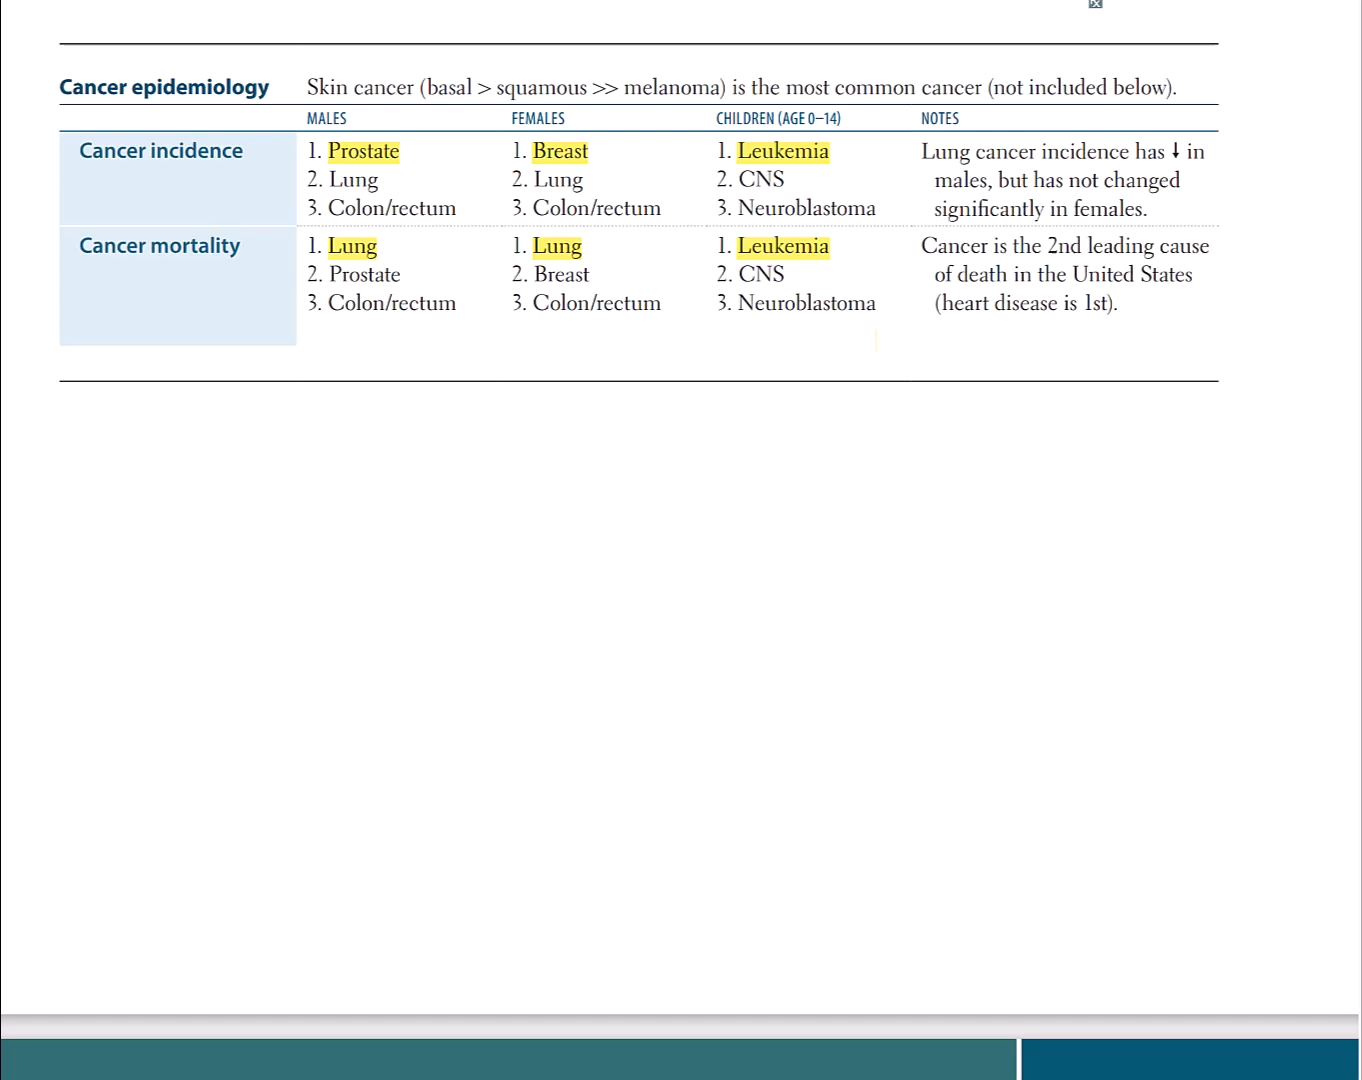 Cancer epidemiology Skin cancer (basal > squamous >> melanoma) is the most common cancer (not included below).
MALES FEMALES CHILDREN (AGE 0–14) NOTES
Cancer incidence 1. Prostate 1. Breast 1. Leukemia Lung cancer incidence has ↓ in
2. Lung 2. Lung 2. CNS males, but has not changed
3. Colon/rectum 3. Colon/rectum 3. Neuroblastoma significantly in females.
Cancer mortality 1. Lung 1. Lung 1. Leukemia Cancer is the 2nd leading cause
2. Prostate 2. Breast 2. CNS of death in the United States
3. Colon/rectum 3. Colon/rectum 3. Neuroblastoma (heart disease is 1st).